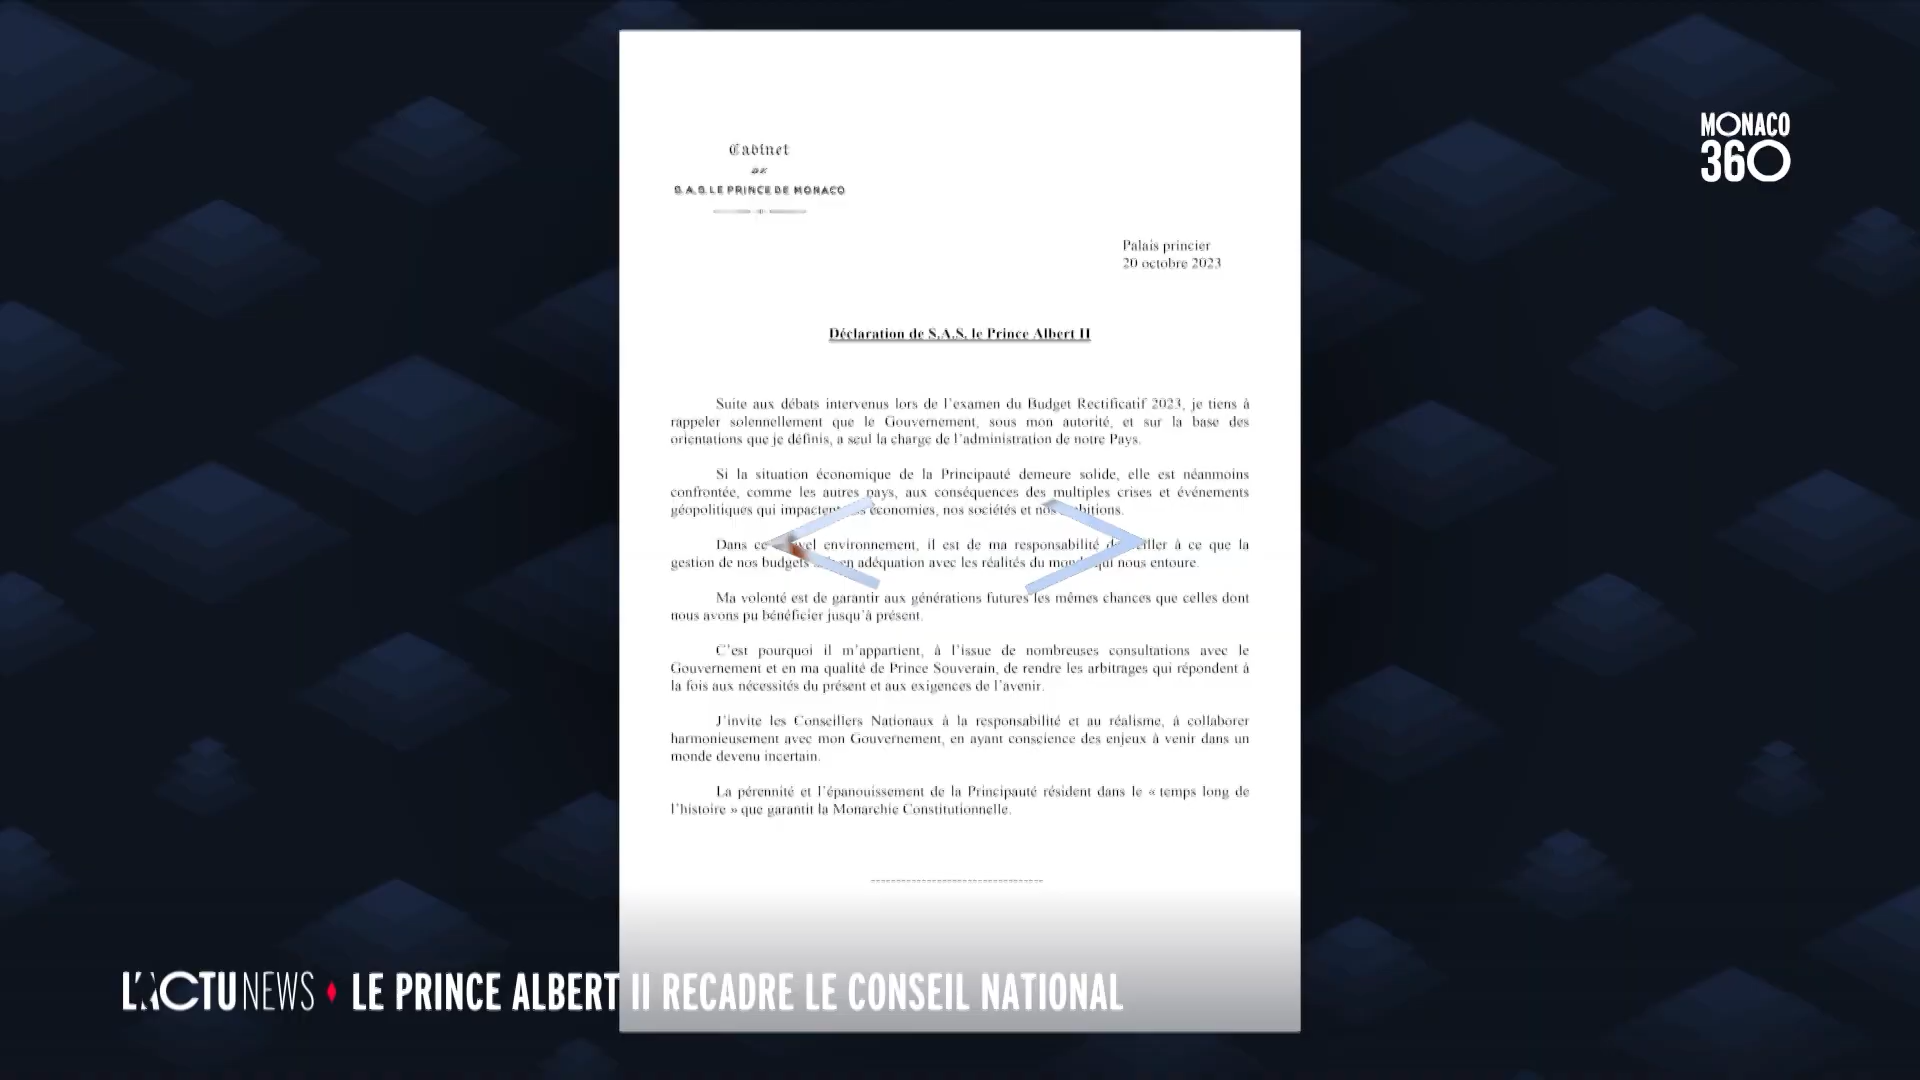 MONACO
360
Cabinet
DE
S.A.S. LE PRINCE DE MONACO
Palais princier
20 octobre 2023
Déclaration de S.A.S. le Prince Albert II
Suite aux débats intervenus lors de l'examen du Budget Rectificatif 2023, je tiens à
rappeler solennellement que le Gouvernement, sous mon autorité, et sur la base des
orientations que je définis, a seul la charge de l'administration de notre Pays.
Si la situation économique de la Principauté demeure solide, elle est néanmoins
confrontée, comme les autres pays, aux conséquences des multiples crises et événements
géopolitiques qui impactent économies, nos sociétés et nos ambitions.
Dans ce nouvel environnement, il est de ma responsabilité de veiller à ce que la
gestion de nos budgets en adéquation avec les réalités du monde qui nous entoure.
Ma volonté est de garantir aux générations futures les mêmes chances que celles dont
nous avons pu bénéficier jusqu'à présent.
C'est pourquoi il m'appartient, à l'issue de nombreuses consultations avec le
Gouvernement et en ma qualité de Prince Souverain, de rendre les arbitrages qui répondent à
la fois aux nécessités du présent et aux exigences de l'avenir.
J'invite les Conseillers Nationaux à la responsabilité et au réalisme, à collaborer
harmonieusement avec mon Gouvernement, en ayant conscience des enjeux à venir dans un
monde devenu incertain.
La pérennité et l'épanouissement de la Principauté résident dans le « temps long de
l'histoire » que garantit la Monarchie Constitutionnelle.
L'ACTU NEWS ♦ LE PRINCE ALBERT II RECADRE LE CONSEIL NATIONAL